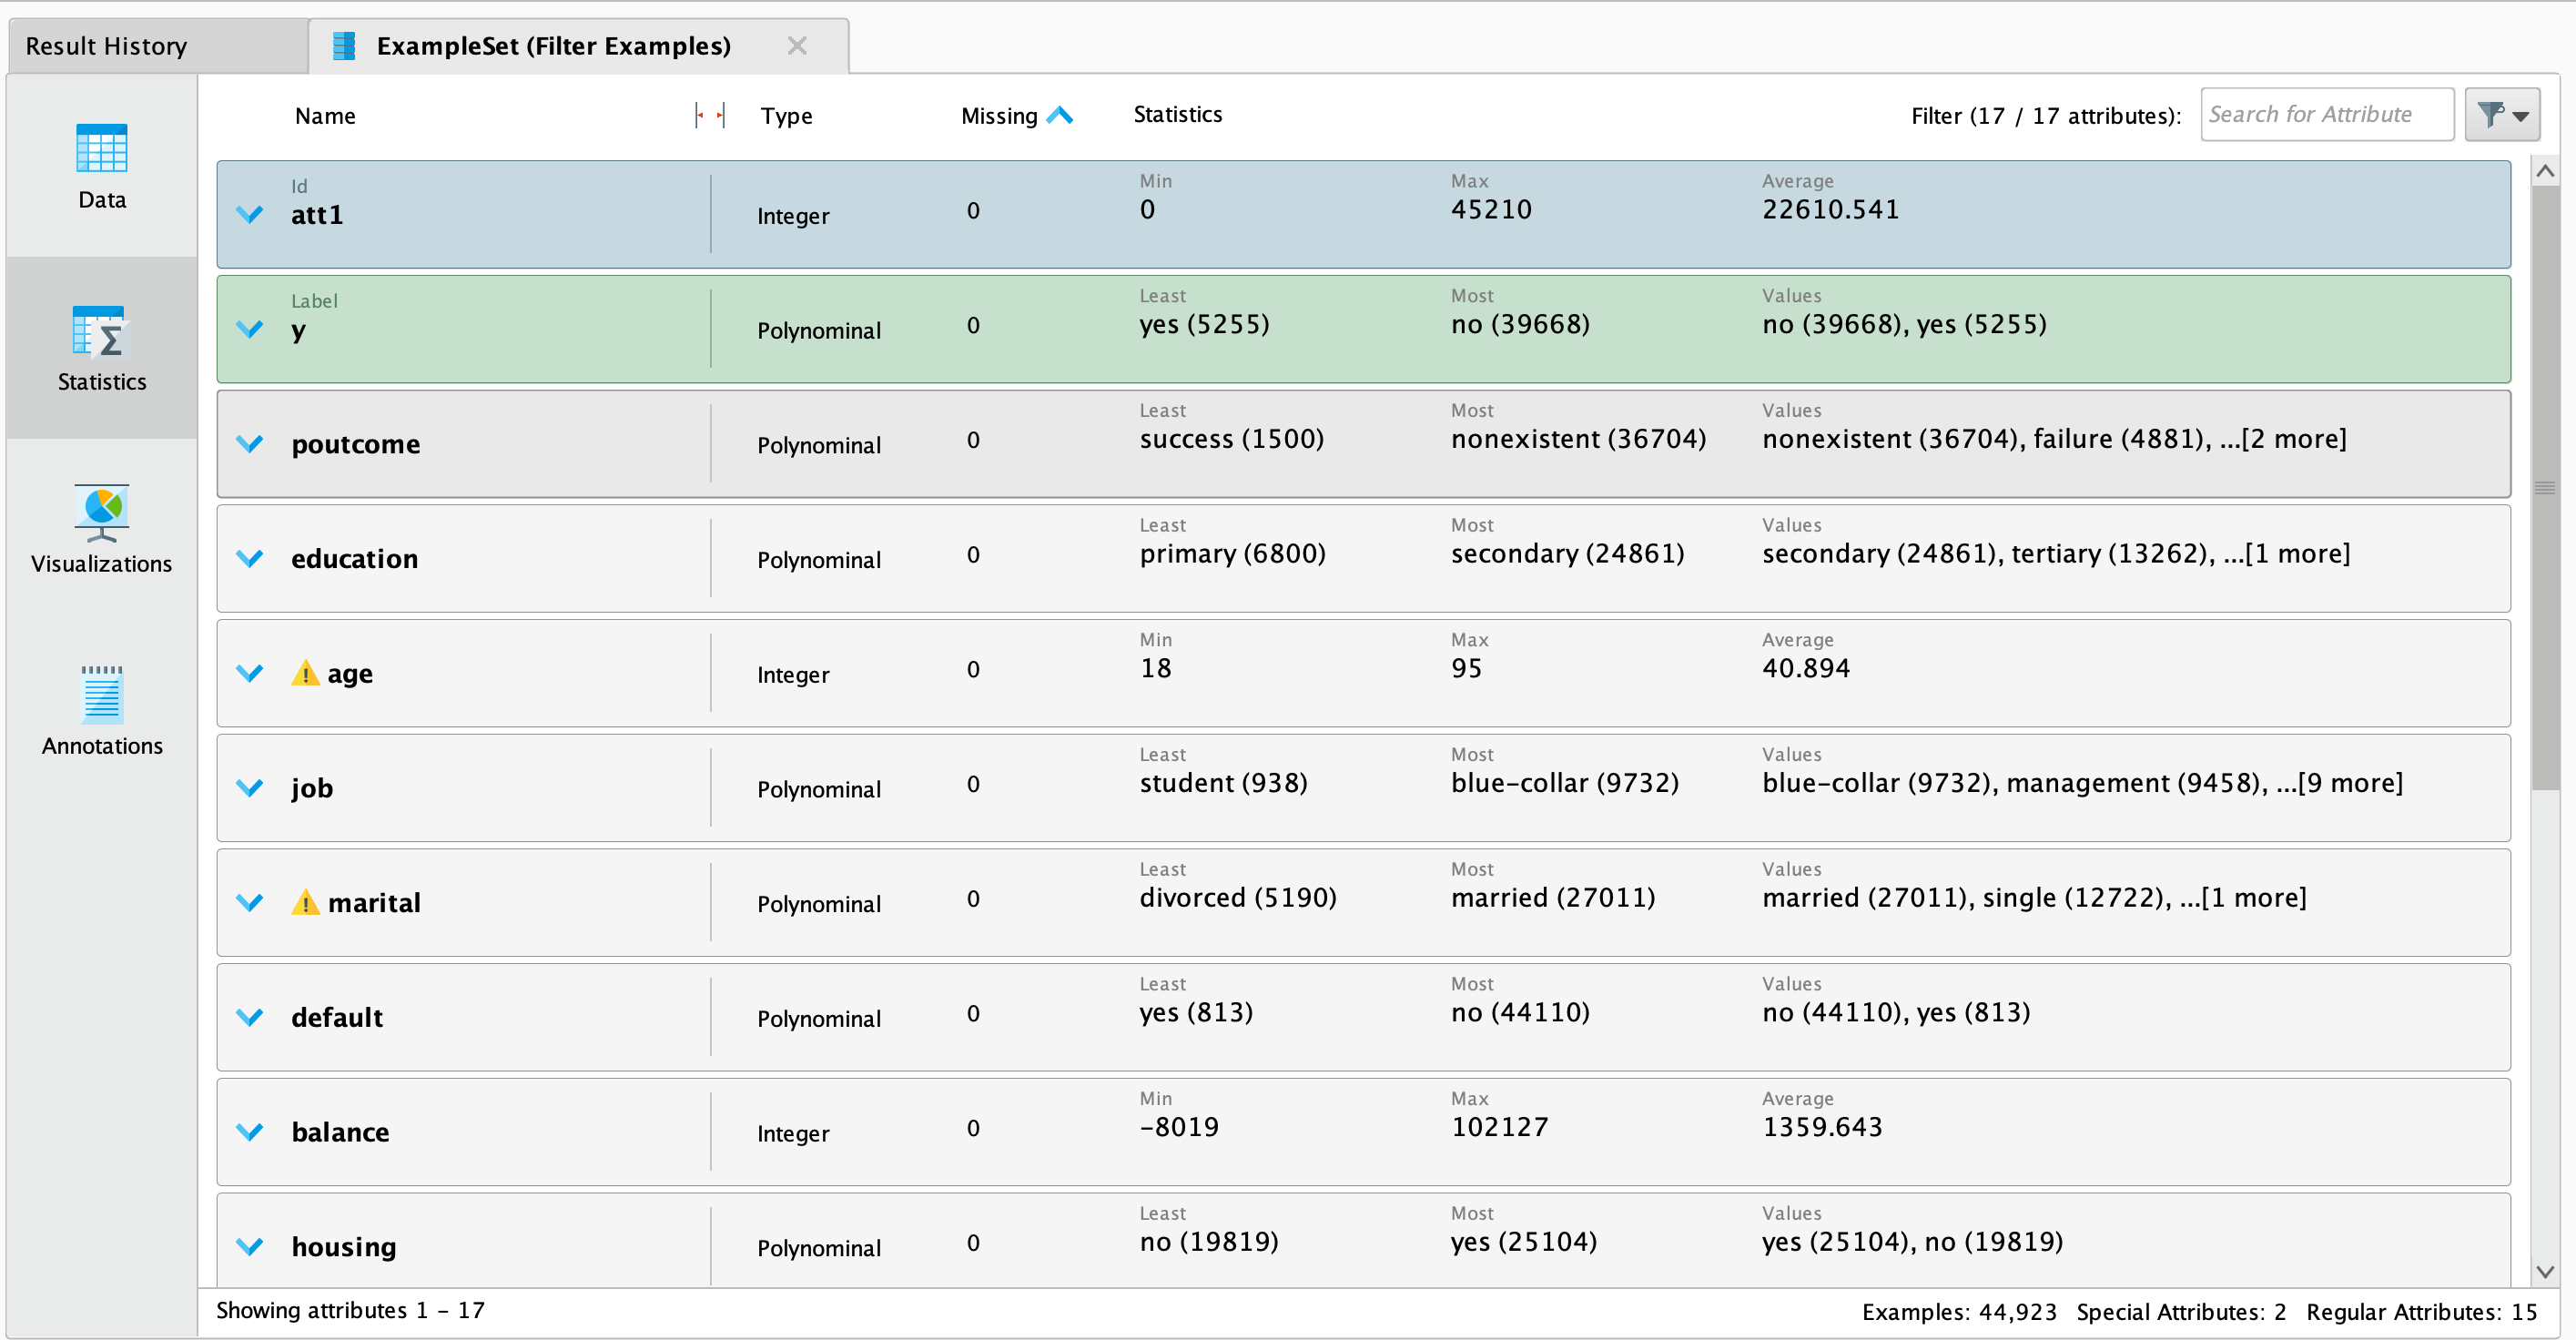 Result History
ExampleSet (Filter Examples)
Name Type Missing Statistics Filter (17 / 17 attributes): Search for Attribute
Data
Statistics
Visualizations
Annotations
Id Min Max Average
att1 Integer 0 0 45210 22610.541
Label Least Most Values
y Polynominal 0 yes (5255) no (39668) no (39668), yes (5255)
Least Most Values
poutcome Polynominal 0 success (1500) nonexistent (36704) nonexistent (36704), failure (4881), ...[2 more]
Least Most Values
education Polynominal 0 primary (6800) secondary (24861) secondary (24861), tertiary (13262), ...[1 more]
Min Max Average
age Integer 0 18 95 40.894
Least Most Values
job Polynominal 0 student (938) blue-collar (9732) blue-collar (9732), management (9458), ...[9 more]
Least Most Values
marital Polynominal 0 divorced (5190) married (27011) married (27011), single (12722), ...[1 more]
Least Most Values
default Polynominal 0 yes (813) no (44110) no (44110), yes (813)
Min Max Average
balance Integer 0 -8019 102127 1359.643
Least Most Values
housing Polynominal 0 no (19819) yes (25104) yes (25104), no (19819)
Showing attributes 1 - 17 Examples: 44,923 Special Attributes: 2 Regular Attributes: 15